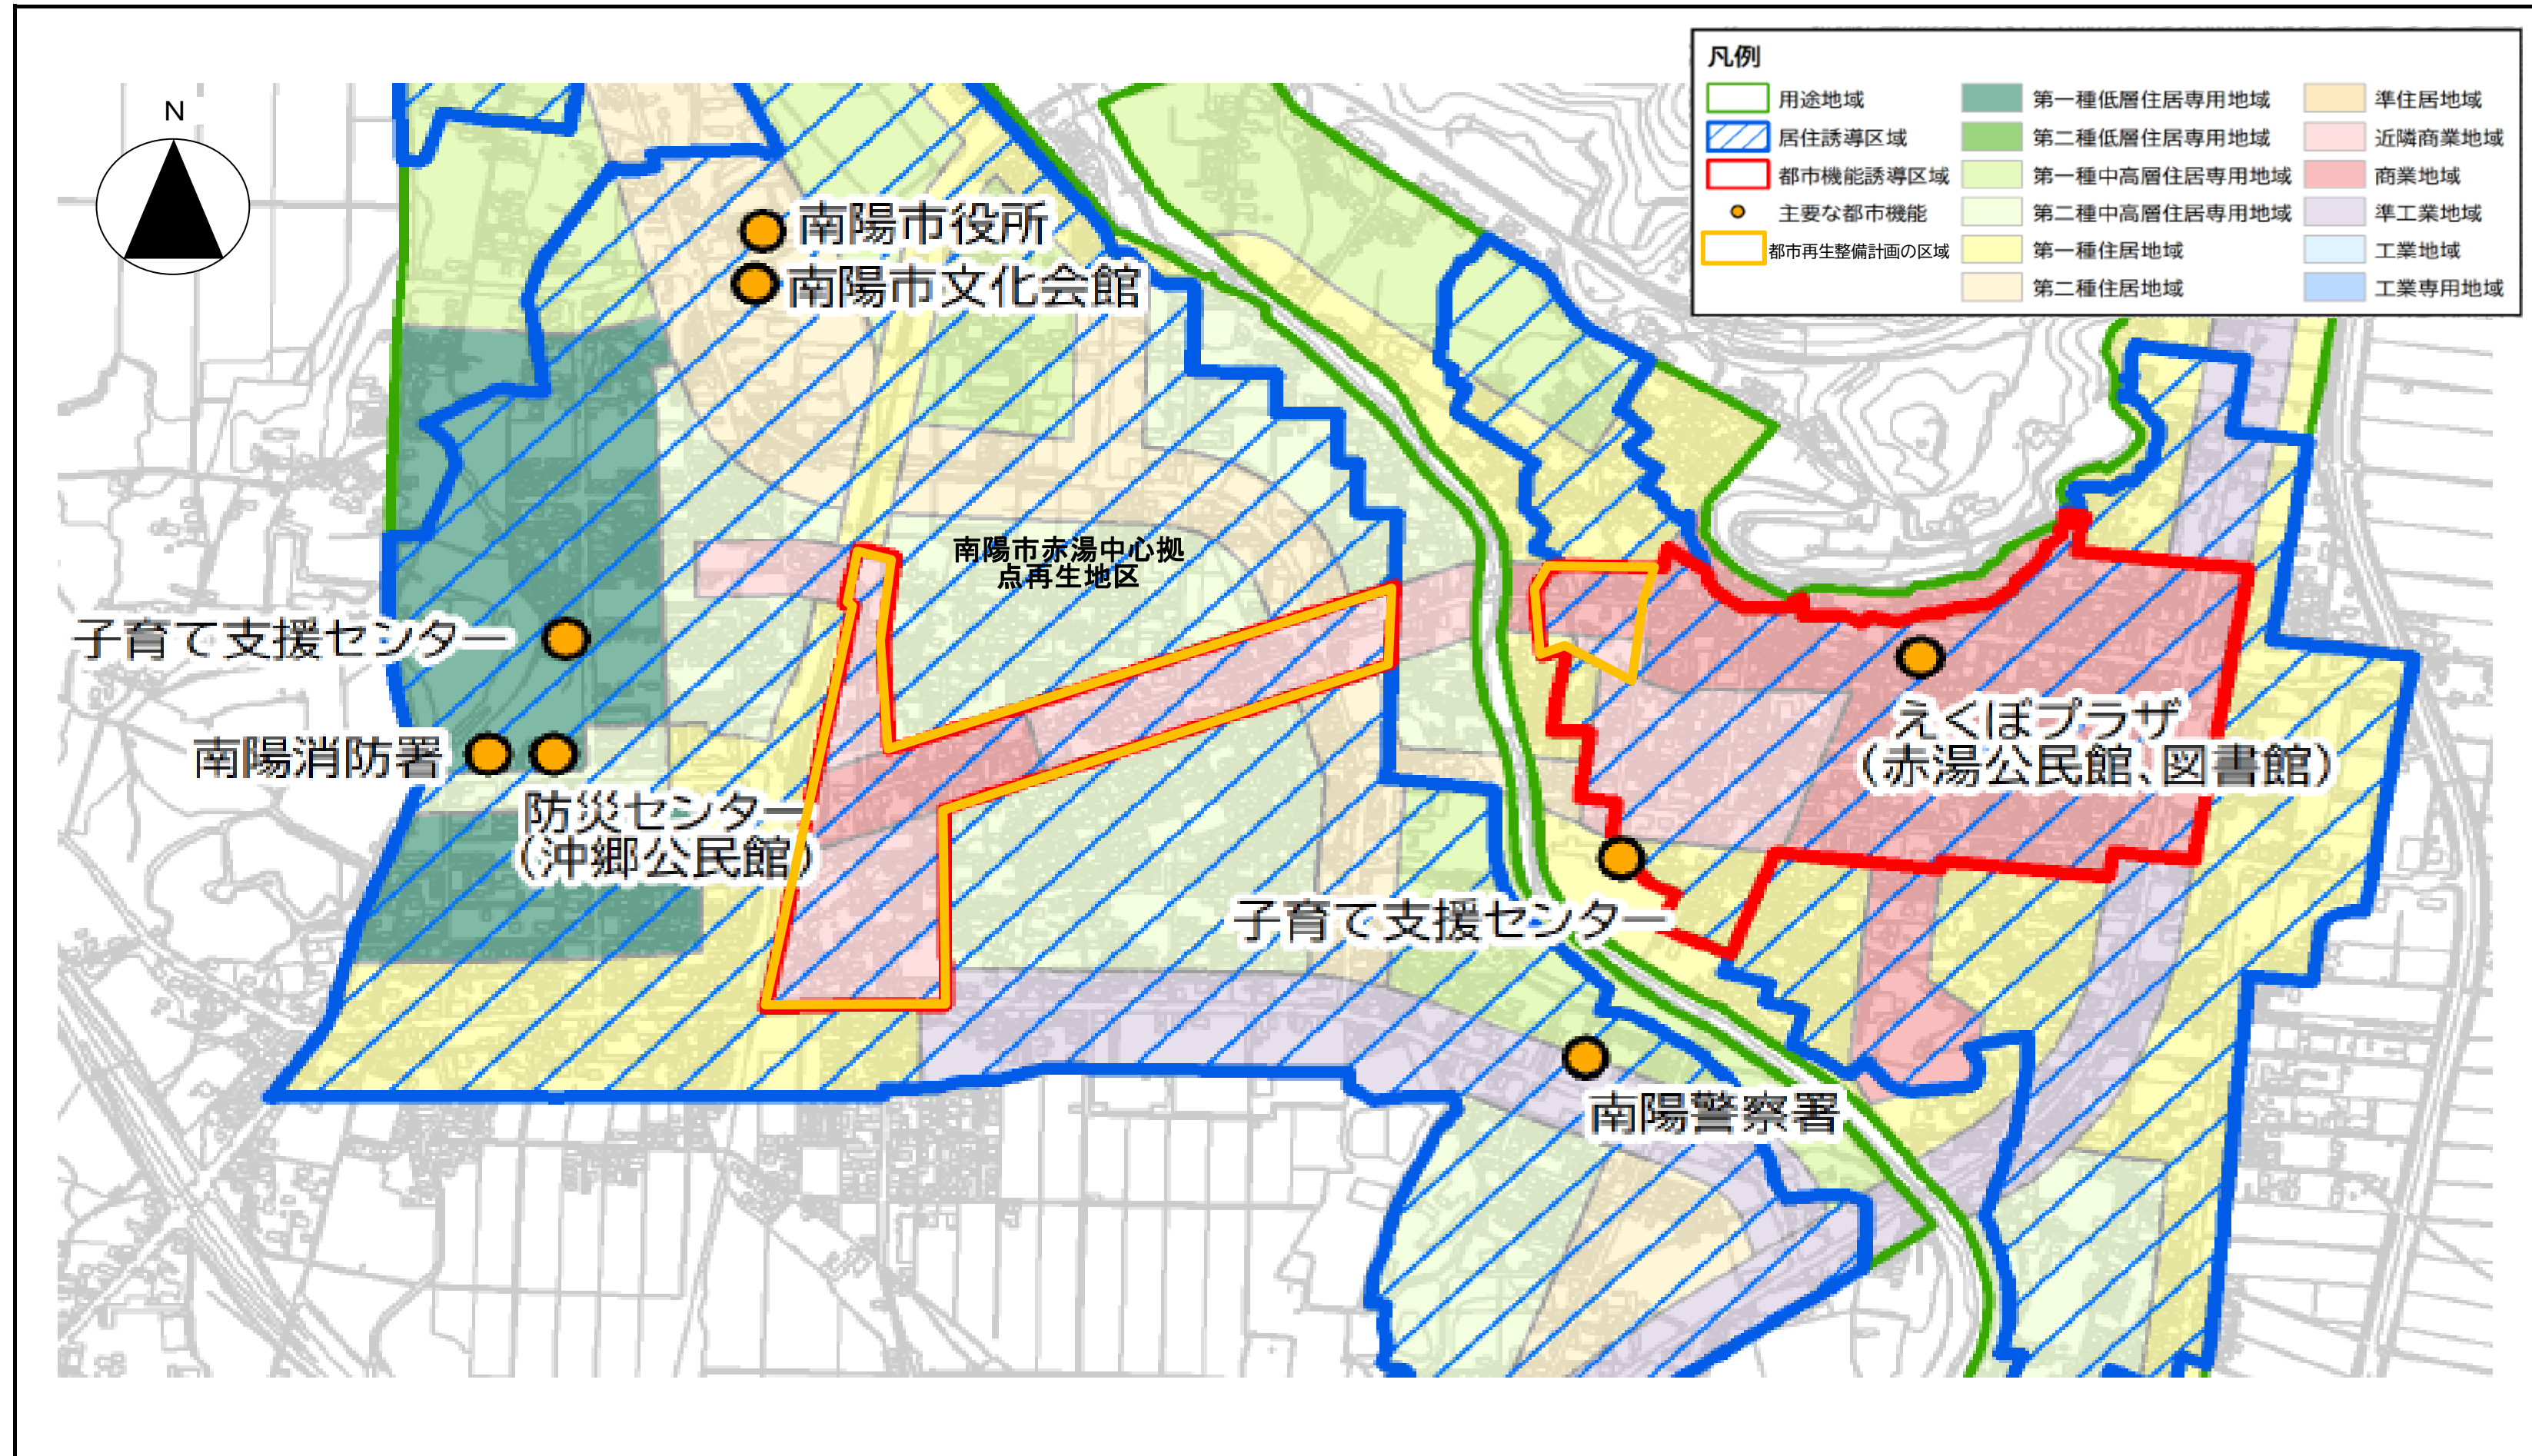 凡例
用途地域
居住誘導区域
都市機能誘導区域
主要な都市機能
都市再生整備計画の区域
第一種低層住居専用地域
第二種低層住居専用地域
第一種中高層住居専用地域
第二種中高層住居専用地域
第一種住居地域
第二種住居地域
準住居地域
近隣商業地域
商業地域
準工業地域
工業地域
工業専用地域
N
南陽市役所
南陽市文化会館
南陽市赤湯中心拠
点再生地区
子育て支援センター
南陽消防署
防災センター
（沖郷公民館）
えくぼプラザ
（赤湯公民館、図書館）
子育て支援センター
南陽警察署